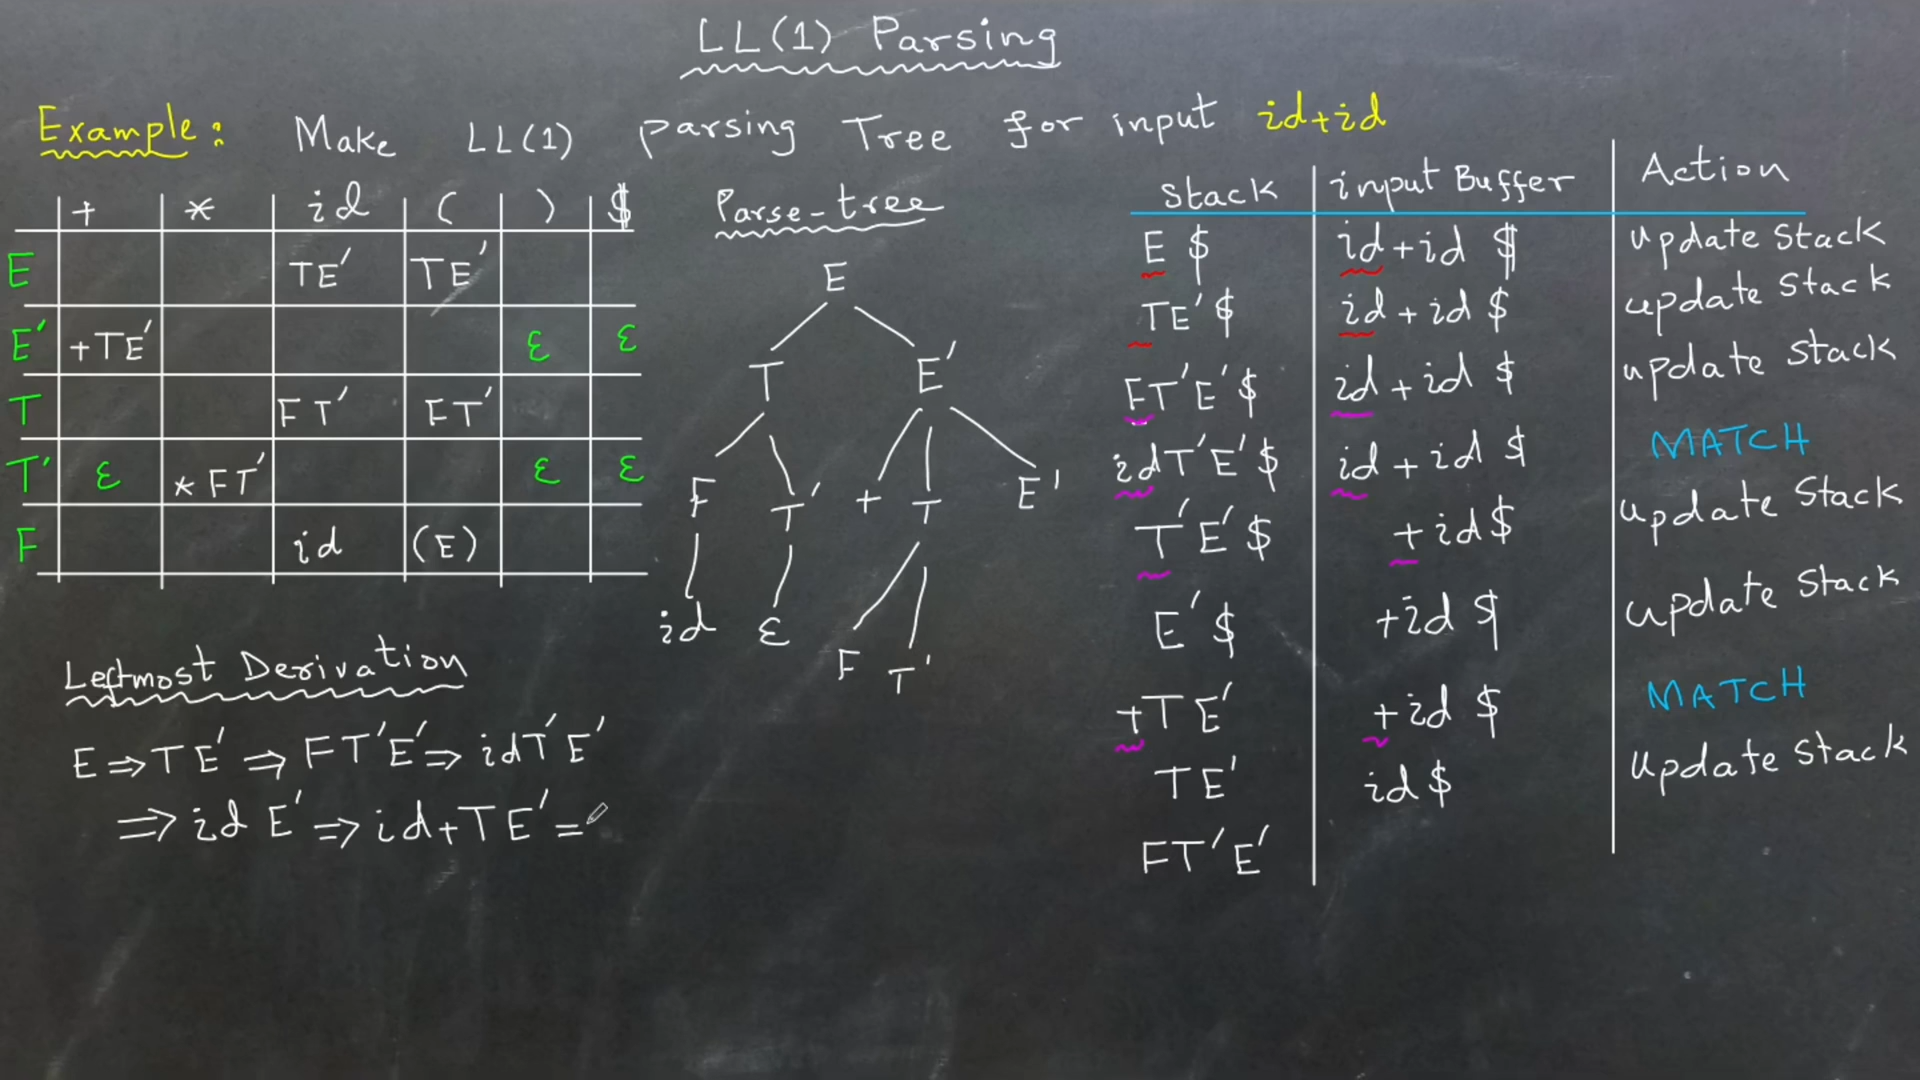 LL(1) Parsing
Example: Make LL(1) parsing Tree for input id+id
+ * id ( ) $
E TE' TE'
E' +TE' ε ε
T FT' FT'
T' ε *FT' ε ε
F id (E)
Leftmost Derivation
E ⇒ TE' ⇒ FT'E' ⇒ idT'E'
⇒ id E' ⇒ id+TE' =
Parse-tree
E
T E'
F T' + T E'
id ε F T'
Stack input Buffer Action
E $ id+id $ update Stack
TE'$ id+id $ update Stack
FT'E'$ id+id $ update Stack
idT'E'$ id+id $ MATCH
T'E'$ +id$ update Stack
E'$ +id $ update Stack
+TE' +id $ MATCH
TE' id $ update Stack
FT'E'